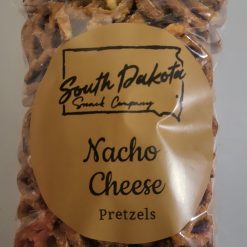 South Dakota
Snack Company
Nacho
Cheese
Pretzels